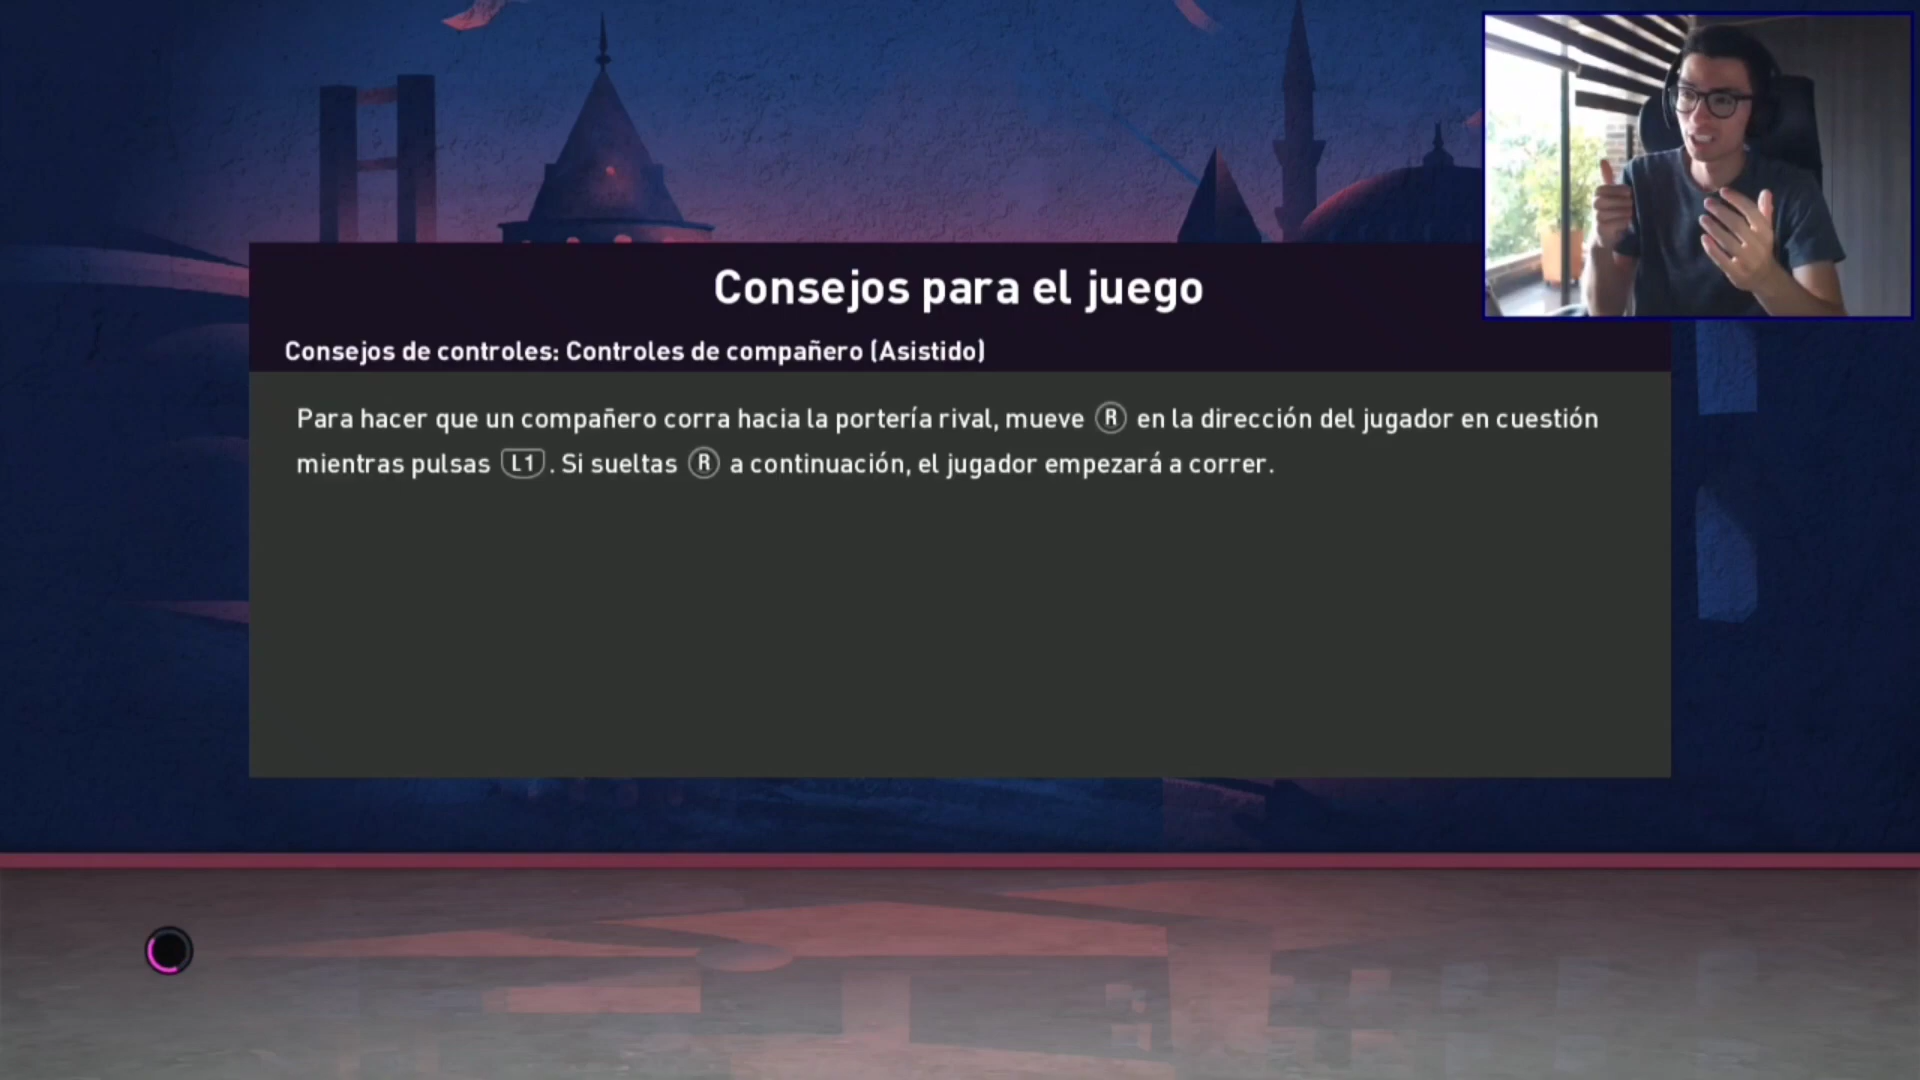 Consejos para el juego
Consejos de controles: Controles de compañero (Asistido)
Para hacer que un compañero corra hacia la portería rival, mueve R en la dirección del jugador en cuestión
mientras pulsas L1. Si sueltas R a continuación, el jugador empezará a correr.